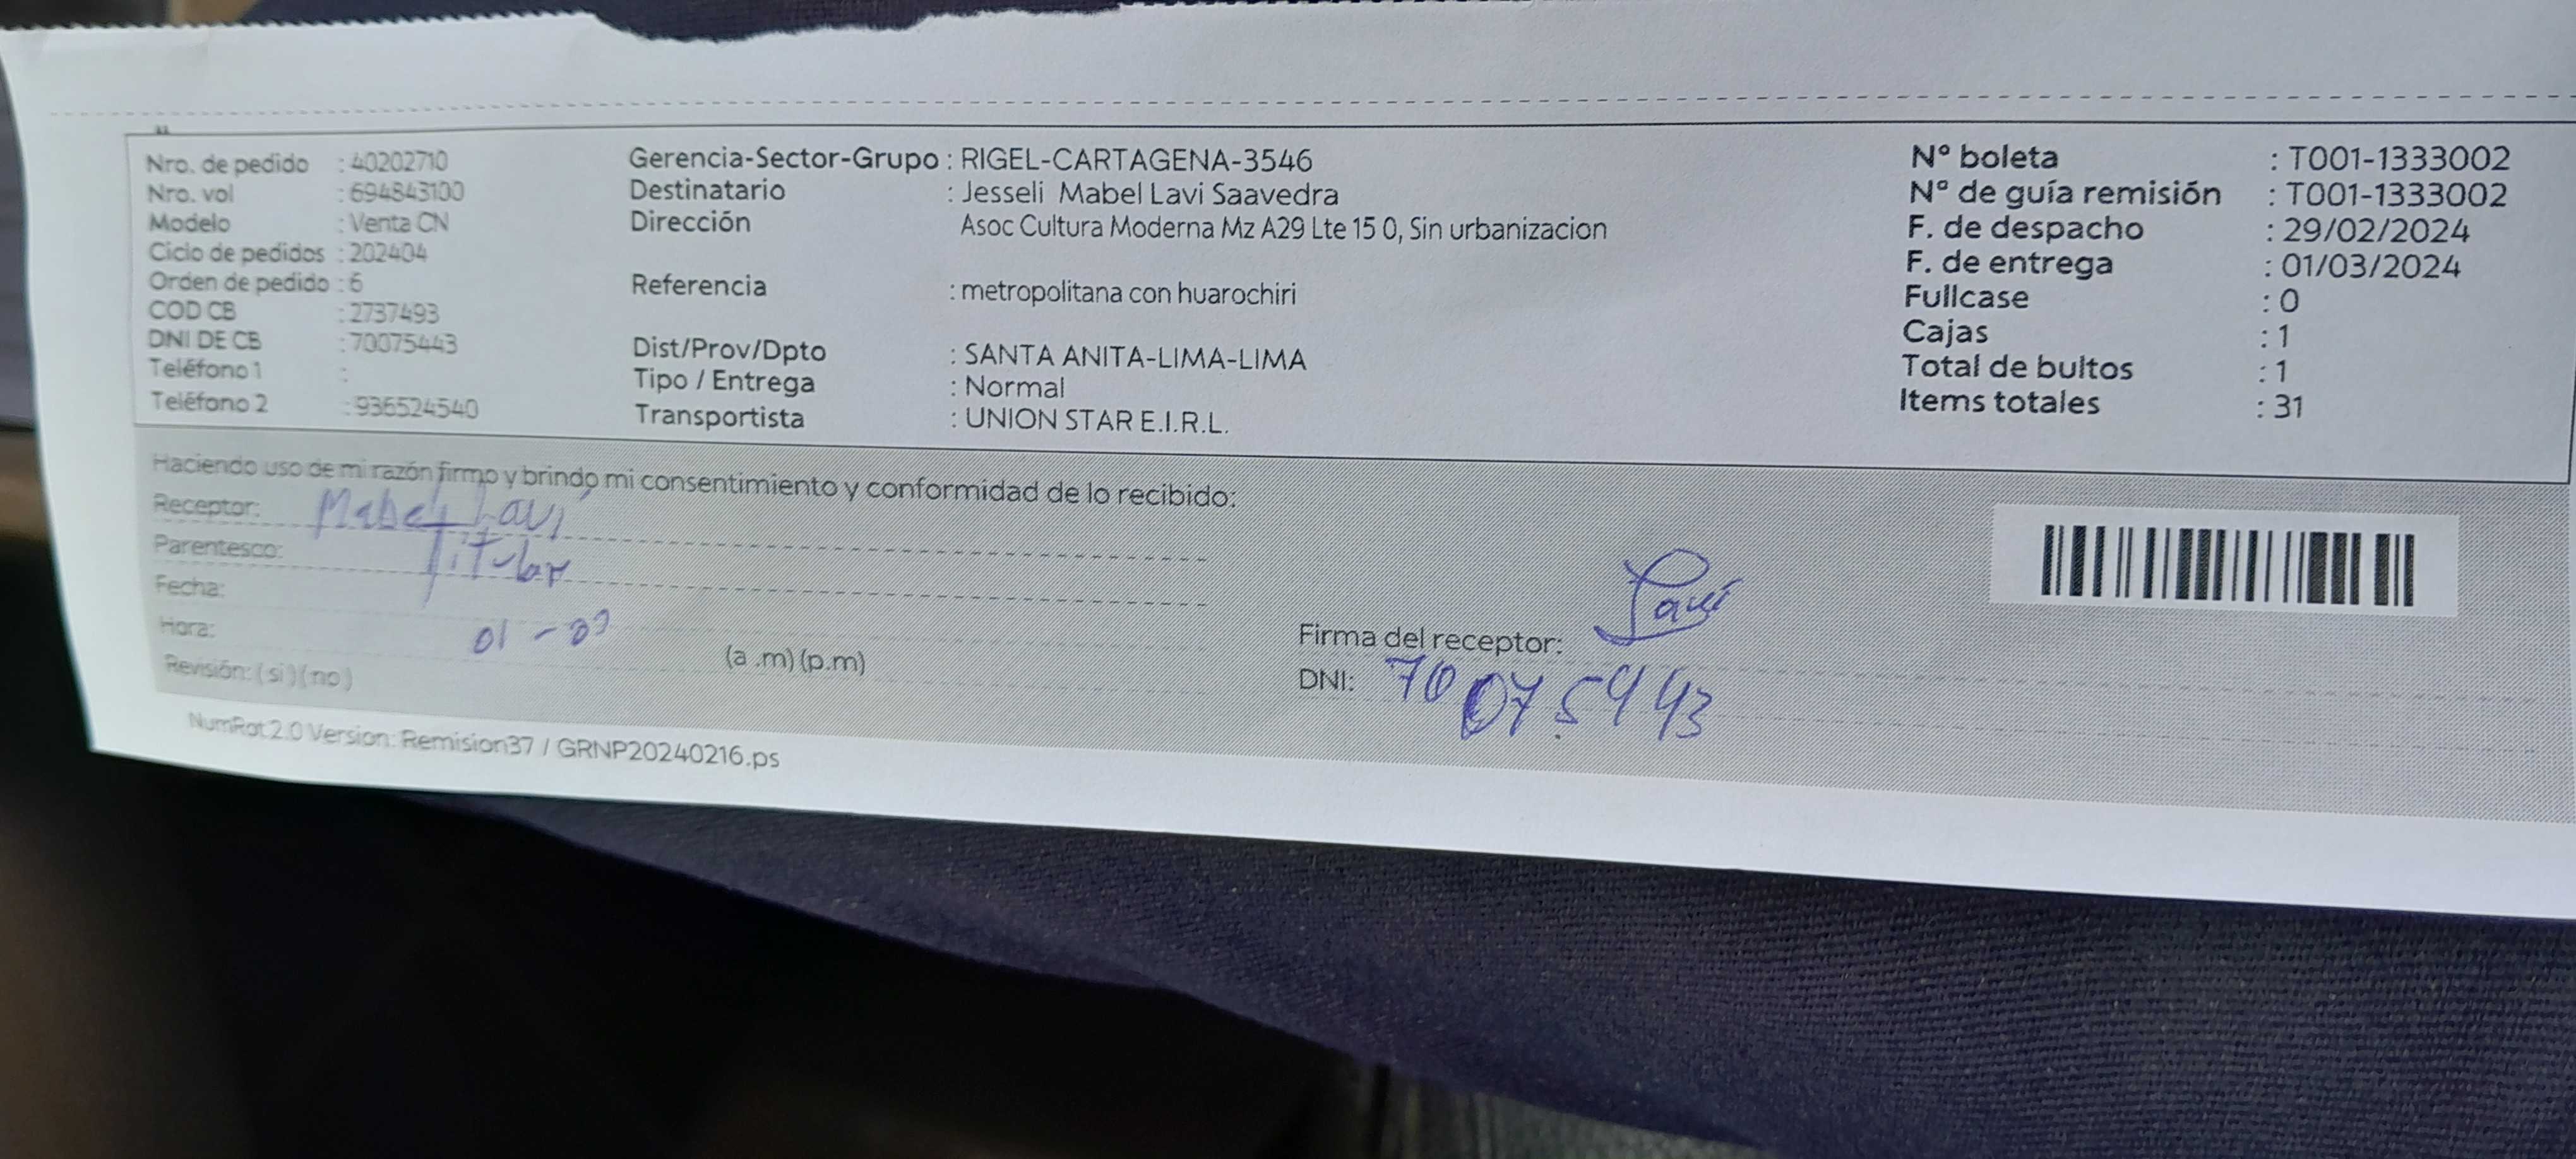 Nro. de pedido : 40202710
Nro. vol : 694843100
Modelo : Venta CN
Ciclo de pedidos : 202404
Orden de pedido : 6
COD CB : 2737493
DNI DE CB : 70075443
Teléfono 1 :
Teléfono 2 : 936524540
Gerencia-Sector-Grupo : RIGEL-CARTAGENA-3546
Destinatario : Jesseli Mabel Lavi Saavedra
Dirección Asoc Cultura Moderna Mz A29 Lte 15 0, Sin urbanizacion
Referencia : metropolitana con huarochiri
Dist/Prov/Dpto : SANTA ANITA-LIMA-LIMA
Tipo / Entrega : Normal
Transportista : UNION STAR E.I.R.L.
N° boleta : T001-1333002
Nº de guía remisión : T001-1333002
F. de despacho : 29/02/2024
F. de entrega : 01/03/2024
Fullcase : 0
Cajas : 1
Total de bultos : 1
Items totales : 31
Haciendo uso de mi razón firmo y brindo mi consentimiento y conformidad de lo recibido:
Receptor: Mabel Lavi
Parentesco: Titular
Fecha:
01 - 03
Hora: (a .m) (p.m)
Revisión: ( si ) ( no )
Firma del receptor: Lavi
DNI: 70075443
NumRot 2.0 Version: Remision37 / GRNP20240216.ps